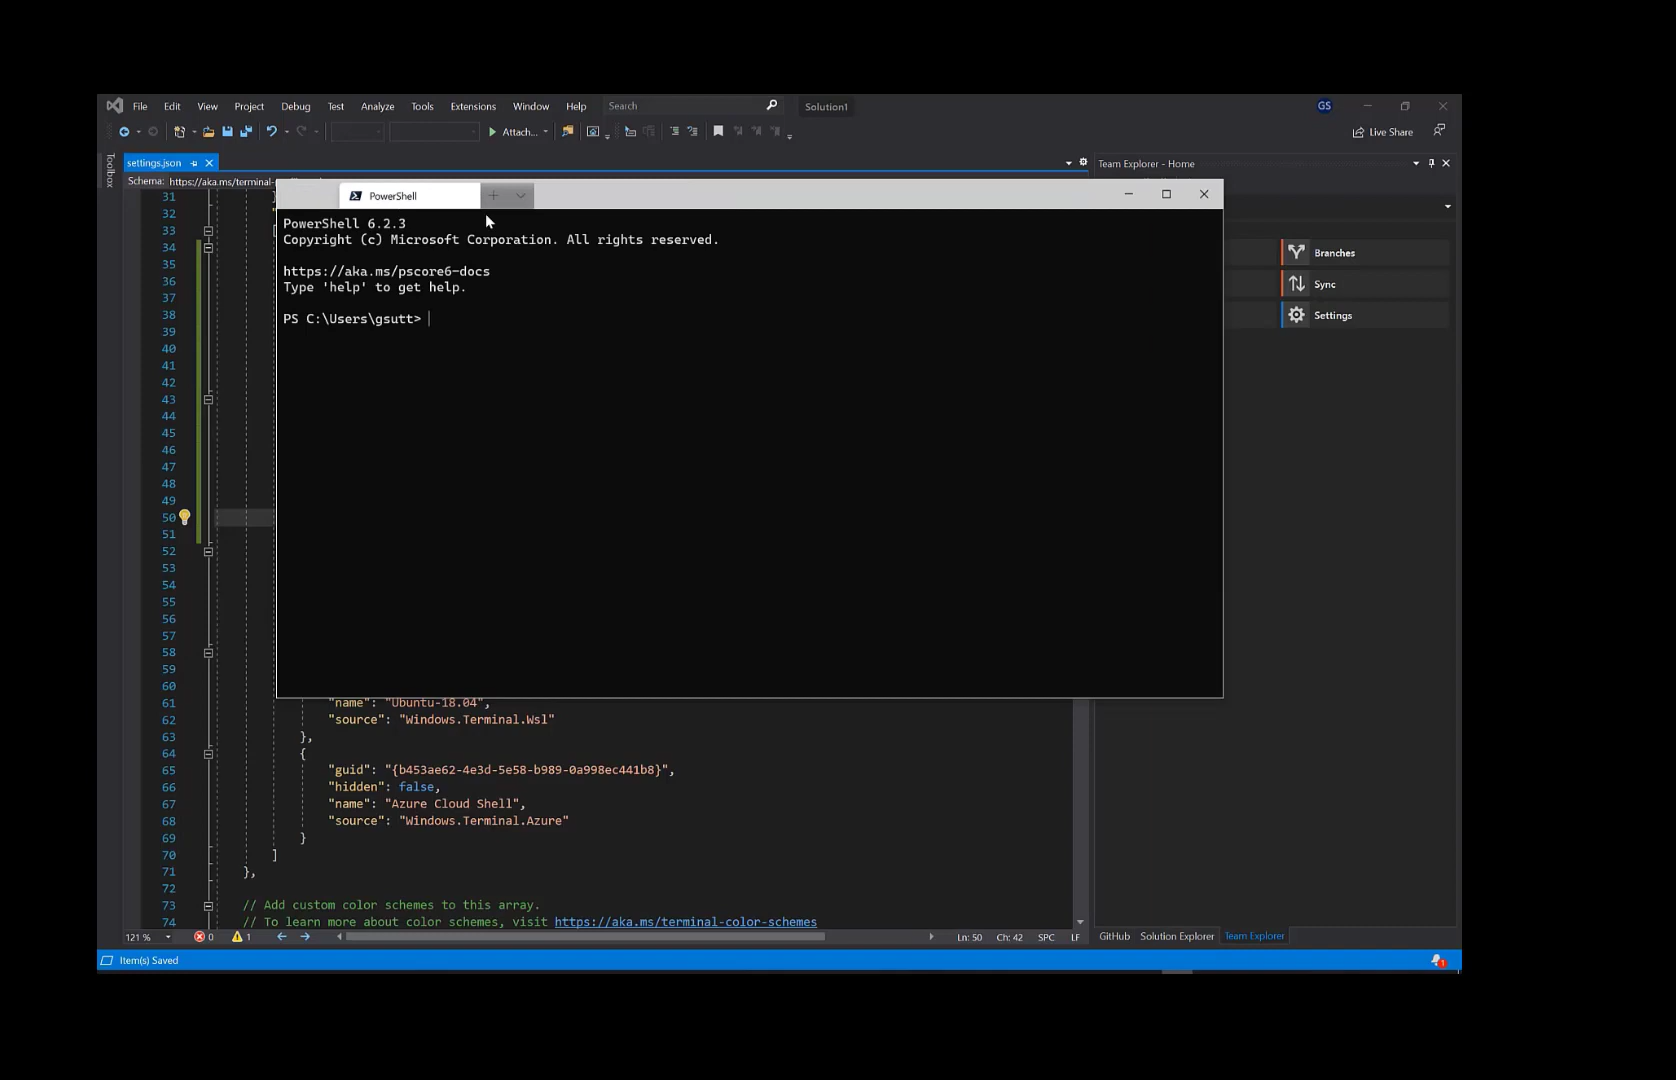 File Edit View Project Debug Test Analyze Tools Extensions Window Help Search Solution1 GS
Attach... Live Share
Toolbox
settings.json Team Explorer - Home
Schema: https://aka.ms/terminal-
PowerShell
PowerShell 6.2.3
Copyright (c) Microsoft Corporation. All rights reserved.
https://aka.ms/pscore6-docs
Type 'help' to get help.
PS C:\Users\gsutt>
Branches
Sync
Settings
31
32
33 [
34
35
36
37
38
39
40
41
42
43
44
45
46
47
48
49
50
51
52
53
54
55
56
57
58
59
60
61 "name": "Ubuntu-18.04",
62 "source": "Windows.Terminal.Wsl"
63 },
64 {
65 "guid": "{b453ae62-4e3d-5e58-b989-0a998ec441b8}",
66 "hidden": false,
67 "name": "Azure Cloud Shell",
68 "source": "Windows.Terminal.Azure"
69 }
70 ]
71 },
72
73 // Add custom color schemes to this array.
74 // To learn more about color schemes, visit https://aka.ms/terminal-color-schemes
121 % 0 1 Ln: 50 Ch: 42 SPC LF GitHub Solution Explorer Team Explorer
Item(s) Saved 1